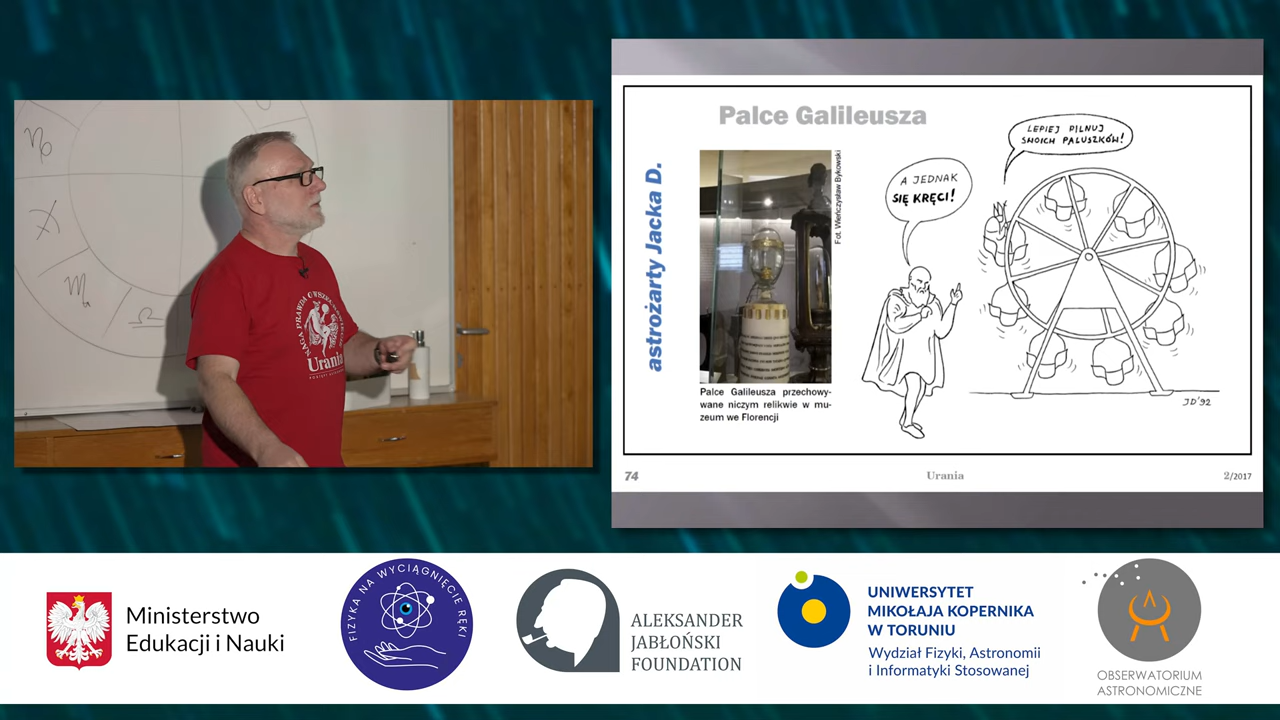 Palce Galileusza
astrożarty Jacka D.
Fot. Wieńczysław Bykowski
Palce Galileusza przechowy-
wane niczym relikwie w mu-
zeum we Florencji
A JEDNAK
SIĘ KRĘCI!
LEPIEJ PILNUJ
SWOICH PALUSZKÓW!
JD'92
74
Urania
2/2017
Urania
Ministerstwo
Edukacji i Nauki
FIZYKA NA WYCIĄGNIĘCIE RĘKI
ALEKSANDER
JABŁOŃSKI
FOUNDATION
UNIWERSYTET
MIKOŁAJA KOPERNIKA
W TORUNIU
Wydział Fizyki, Astronomii
i Informatyki Stosowanej
OBSERWATORIUM
ASTRONOMICZNE